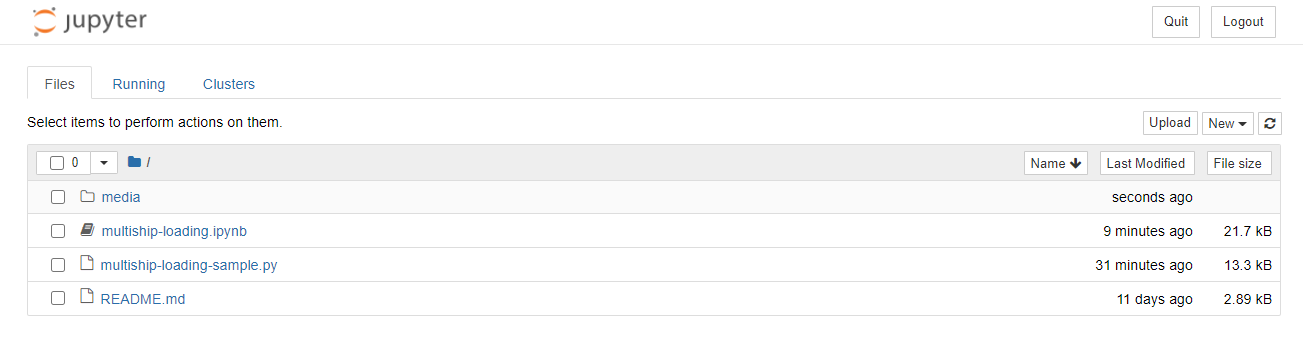 jupyter Quit Logout
Files Running Clusters
Select items to perform actions on them. Upload New
0 / Name Last Modified File size
media seconds ago
multiship-loading.ipynb 9 minutes ago 21.7 kB
multiship-loading-sample.py 31 minutes ago 13.3 kB
README.md 11 days ago 2.89 kB